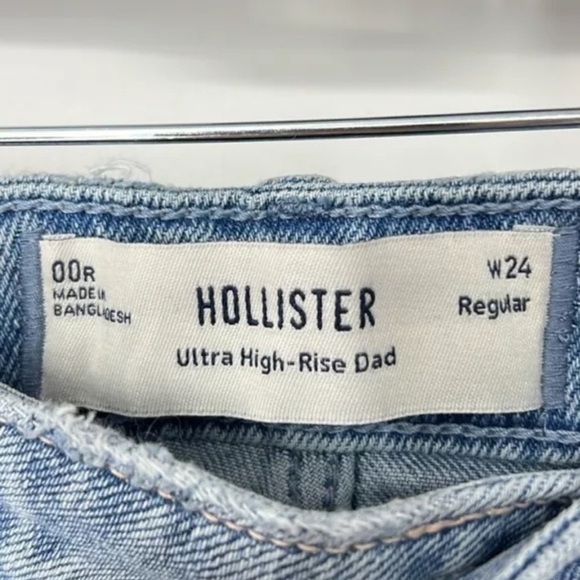 00R
MADE IN
BANGLADESH
HOLLISTER
Ultra High-Rise Dad
W24
Regular